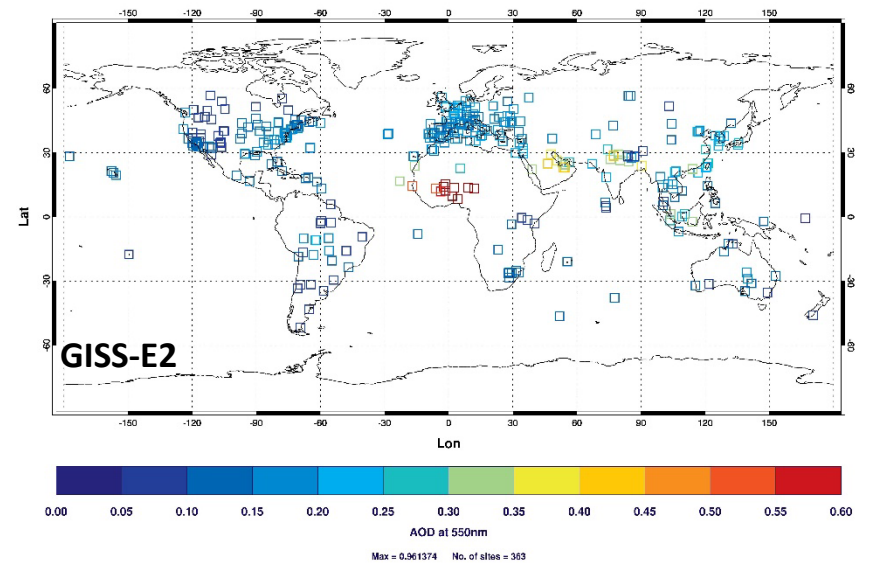 -150 -120 -90 -60 -30 0 30 60 90 120 150
60 60
30 30
Lat
0 0
-30 -30
-60 -60
GISS-E2
-150 -120 -90 -60 -30 0 30 60 90 120 150
Lon
0.00 0.05 0.10 0.15 0.20 0.25 0.30 0.35 0.40 0.45 0.50 0.55 0.60
AOD at 550nm
Max = 0.961374 No. of sites = 363